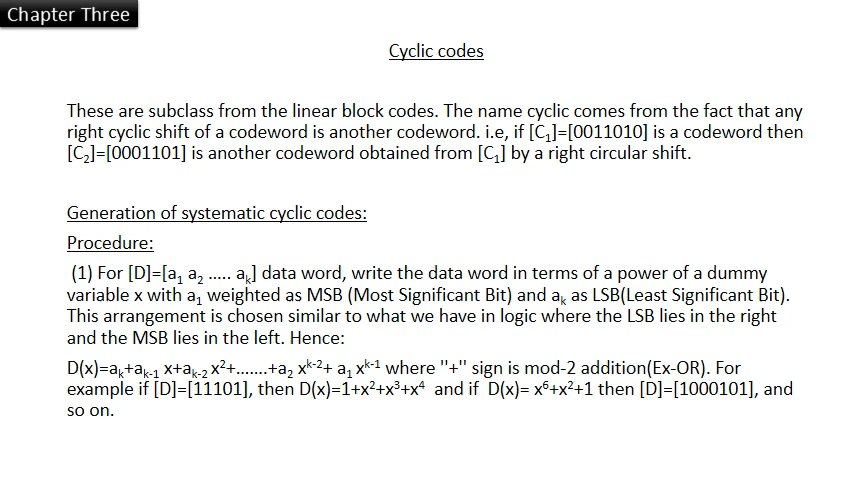 Chapter Three
Cyclic codes
These are subclass from the linear block codes. The name cyclic comes from the fact that any
right cyclic shift of a codeword is another codeword. i.e, if [C₁]=[0011010] is a codeword then
[C₂]=[0001101] is another codeword obtained from [C₁] by a right circular shift.
Generation of systematic cyclic codes:
Procedure:
(1) For [D]=[a₁ a₂ ..... aₖ] data word, write the data word in terms of a power of a dummy
variable x with a₁ weighted as MSB (Most Significant Bit) and aₖ as LSB(Least Significant Bit).
This arrangement is chosen similar to what we have in logic where the LSB lies in the right
and the MSB lies in the left. Hence:
D(x)=aₖ+aₖ₋₁ x+aₖ₋₂ x²+.......+a₂ xᵏ⁻²+ a₁ xᵏ⁻¹ where "+" sign is mod-2 addition(Ex-OR). For
example if [D]=[11101], then D(x)=1+x²+x³+x⁴ and if D(x)= x⁶+x²+1 then [D]=[1000101], and
so on.